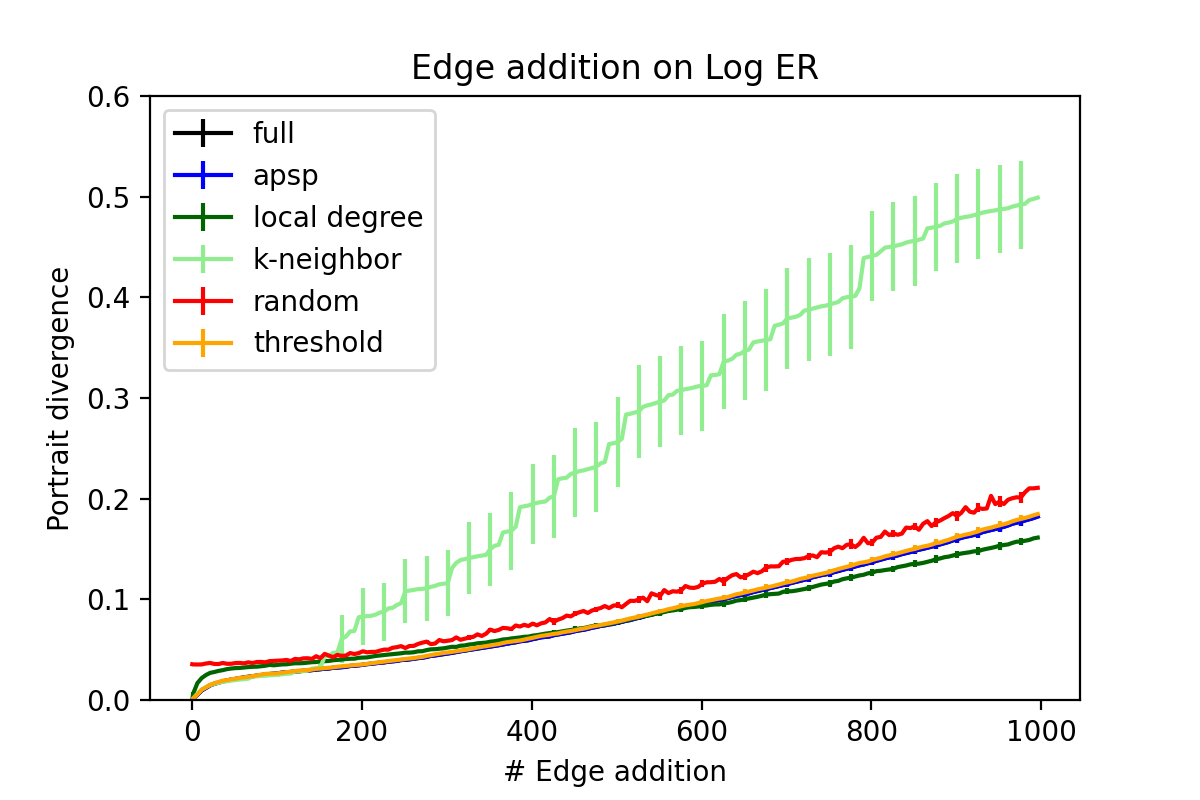 Edge addition on Log ER
0.6
0.5
0.4
0.3
0.2
0.1
0.0
Portrait divergence
full
apsp
local degree
k-neighbor
random
threshold
0 200 400 600 800 1000
# Edge addition